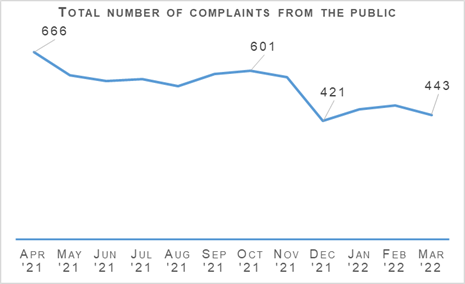 Total number of complaints from the public
666
601
421
443
Apr May Jun Jul Aug Sep Oct Nov Dec Jan Feb Mar
'21 '21 '21 '21 '21 '21 '21 '21 '21 '22 '22 '22